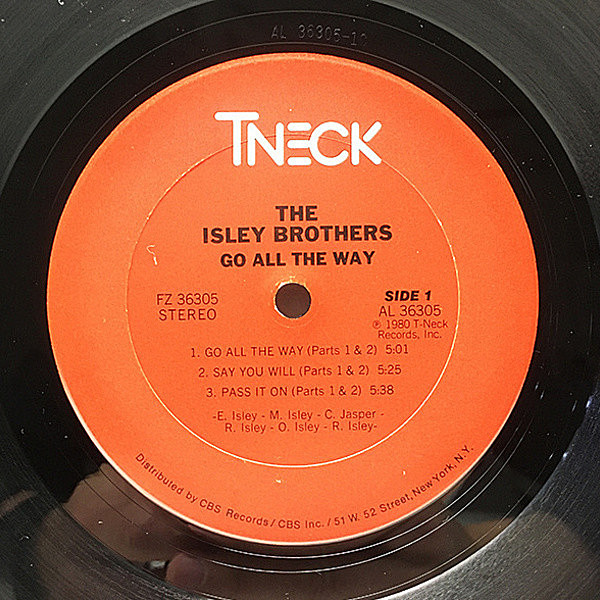 AL 36305-1
TNECK
THE
ISLEY BROTHERS
GO ALL THE WAY
FZ 36305
STEREO
SIDE 1
AL 36305
℗ 1980 T-Neck
Records, Inc.
1. GO ALL THE WAY (Parts 1 & 2) 5:01
2. SAY YOU WILL (Parts 1 & 2) 5:25
3. PASS IT ON (Parts 1 & 2) 5:38
-E. Isley - M. Isley - C. Jasper -
R. Isley - O. Isley - R. Isley-
Distributed by CBS Records / CBS Inc. / 51 W. 52 Street, New York, N.Y.